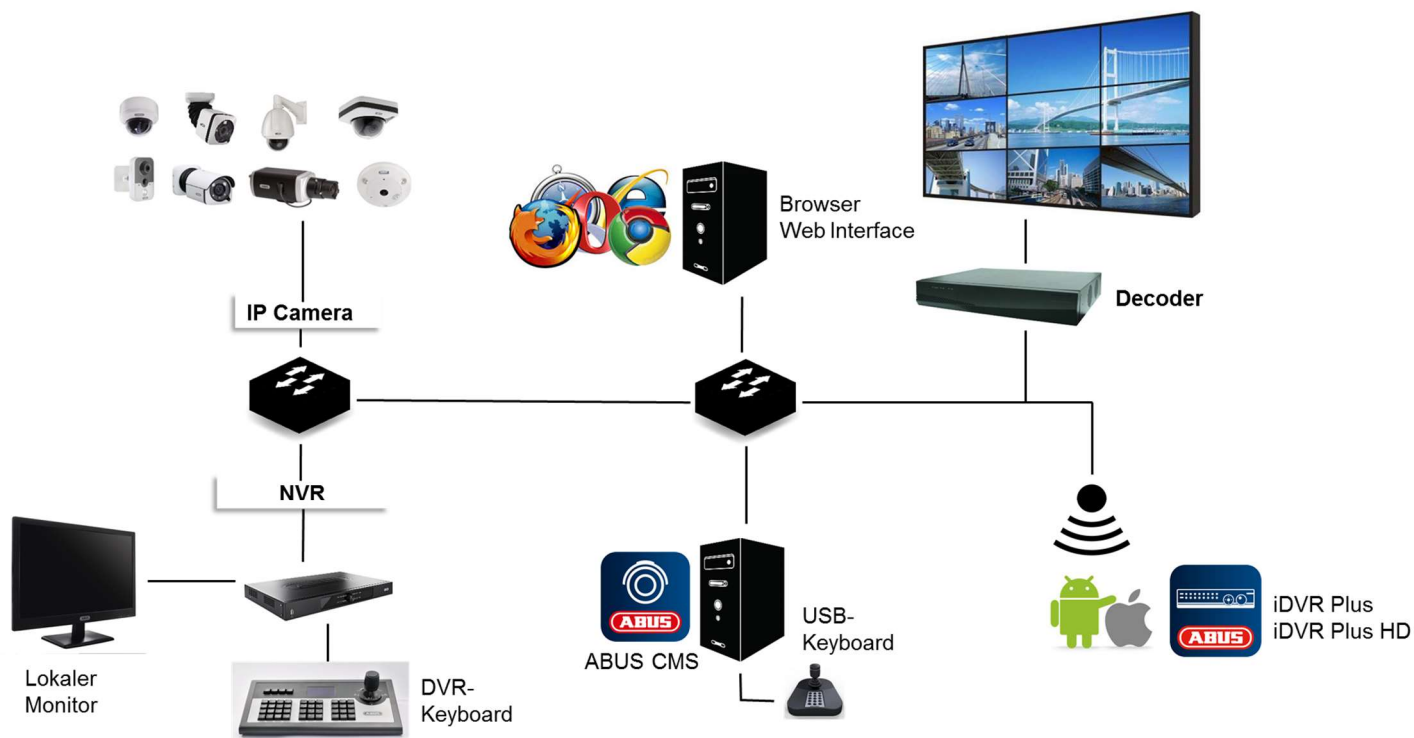 Browser
Web Interface
IP Camera
Decoder
NVR
ABUS
ABUS CMS
USB-
Keyboard
ABUS
iDVR Plus
iDVR Plus HD
Lokaler
Monitor
DVR-
Keyboard